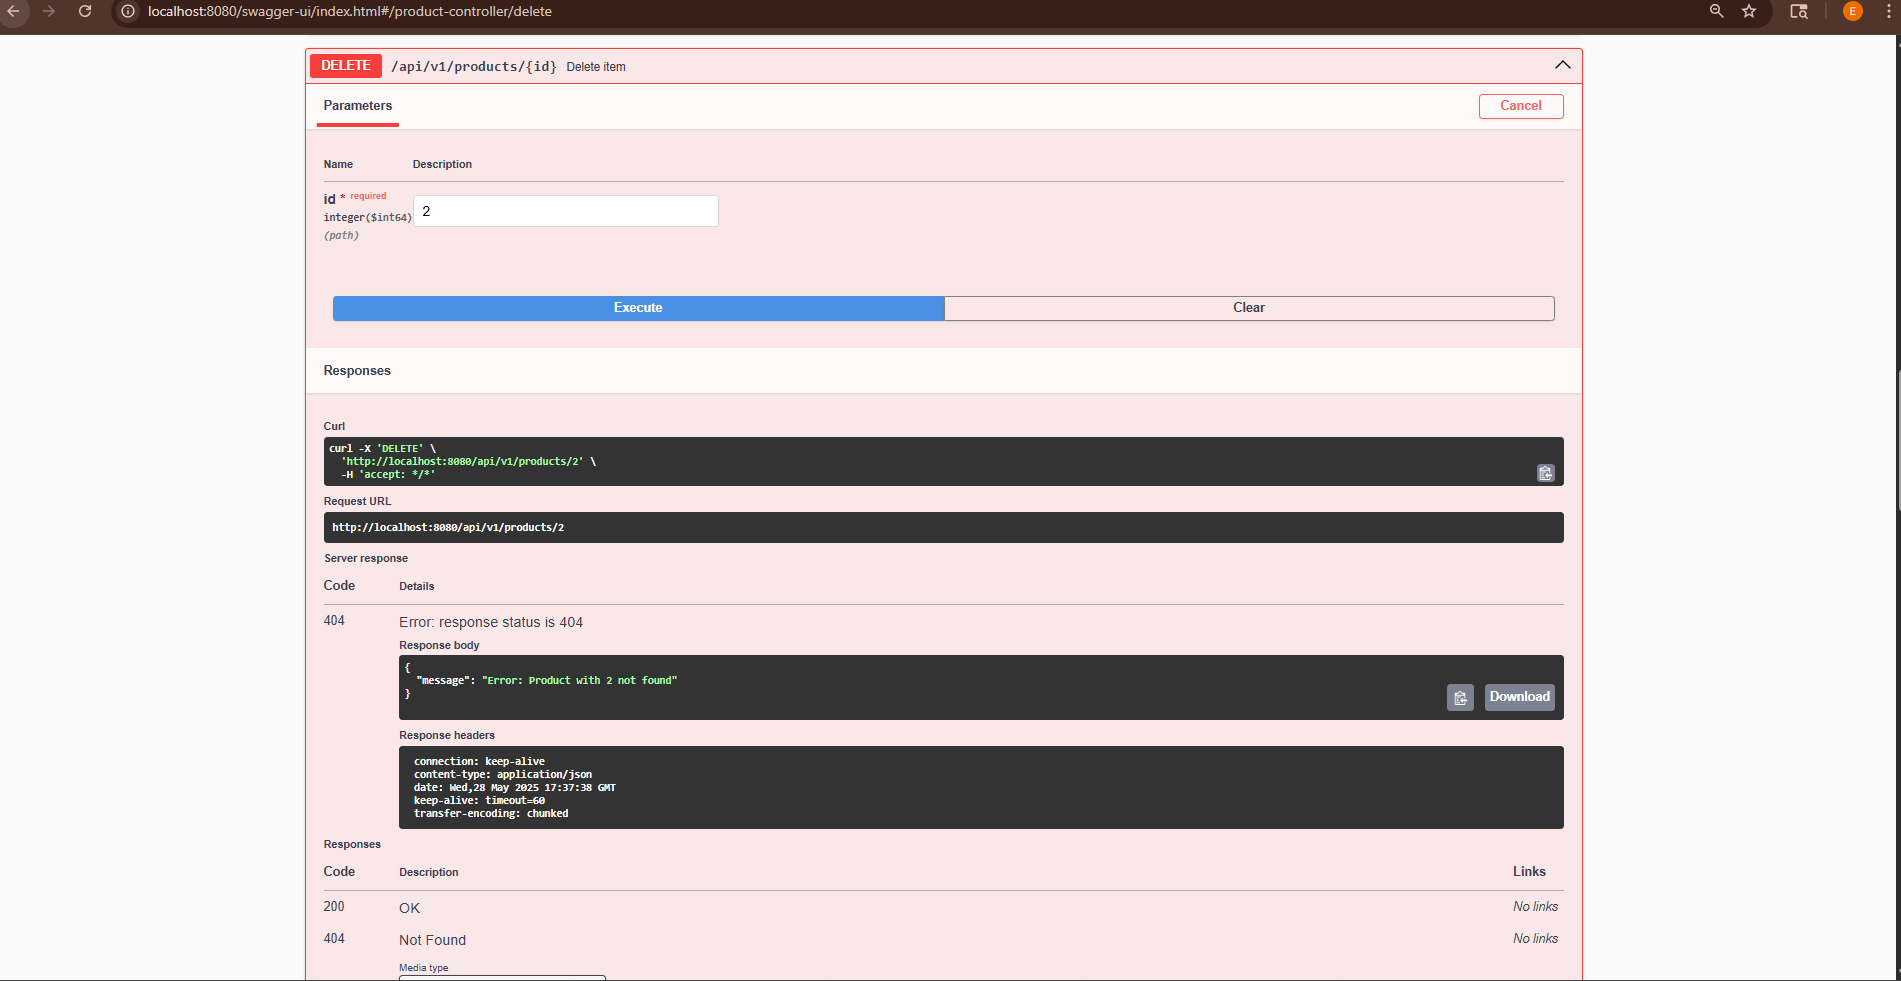 localhost:8080/swagger-ui/index.html#/product-controller/delete
E
DELETE /api/v1/products/{id} Delete item
Parameters
Cancel
Name Description
id * required
integer($int64)
(path)
2
Execute Clear
Responses
Curl
curl -X 'DELETE' \
'http://localhost:8080/api/v1/products/2' \
-H 'accept: */*'
Request URL
http://localhost:8080/api/v1/products/2
Server response
Code Details
404 Error: response status is 404
Response body
{
"message": "Error: Product with 2 not found"
}
Download
Response headers
connection: keep-alive
content-type: application/json
date: Wed,28 May 2025 17:37:38 GMT
keep-alive: timeout=60
transfer-encoding: chunked
Responses
Code Description Links
200 OK No links
404 Not Found No links
Media type